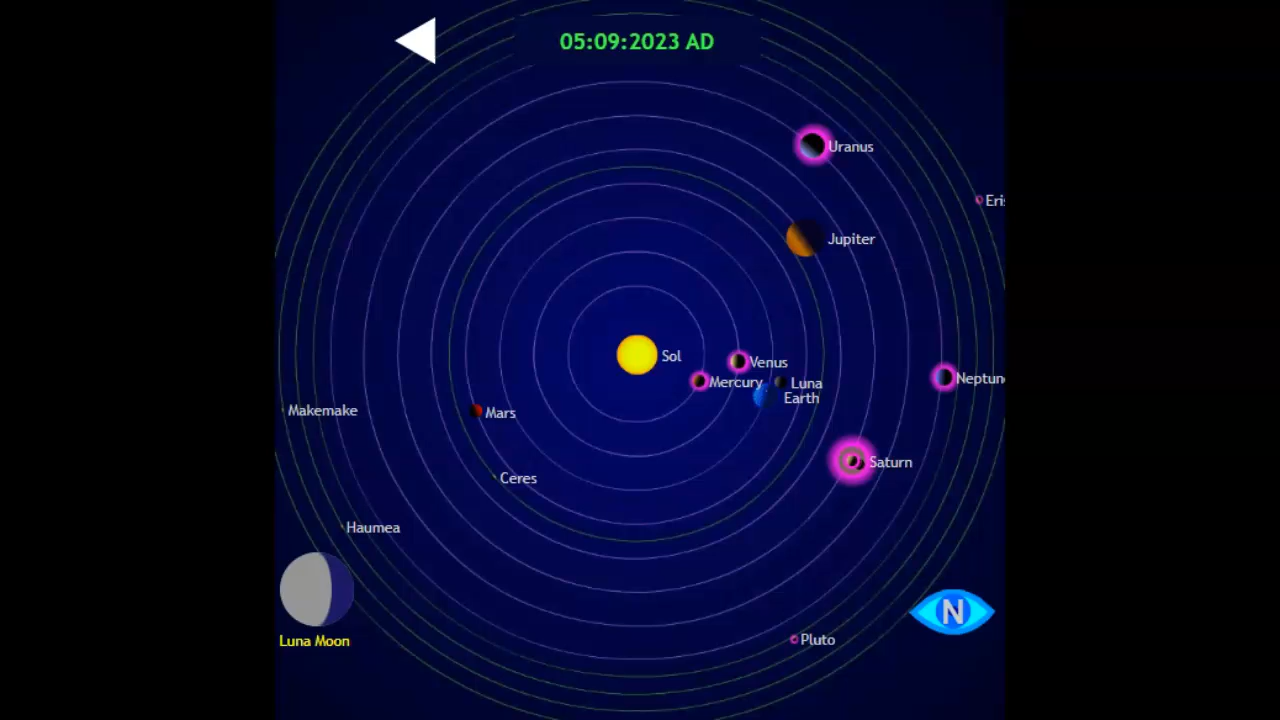 05:09:2023 AD
Uranus
Eris
Jupiter
Sol
Venus
Mercury
Luna
Earth
Neptun
Makemake
Mars
Saturn
Ceres
Haumea
N
Luna Moon
Pluto